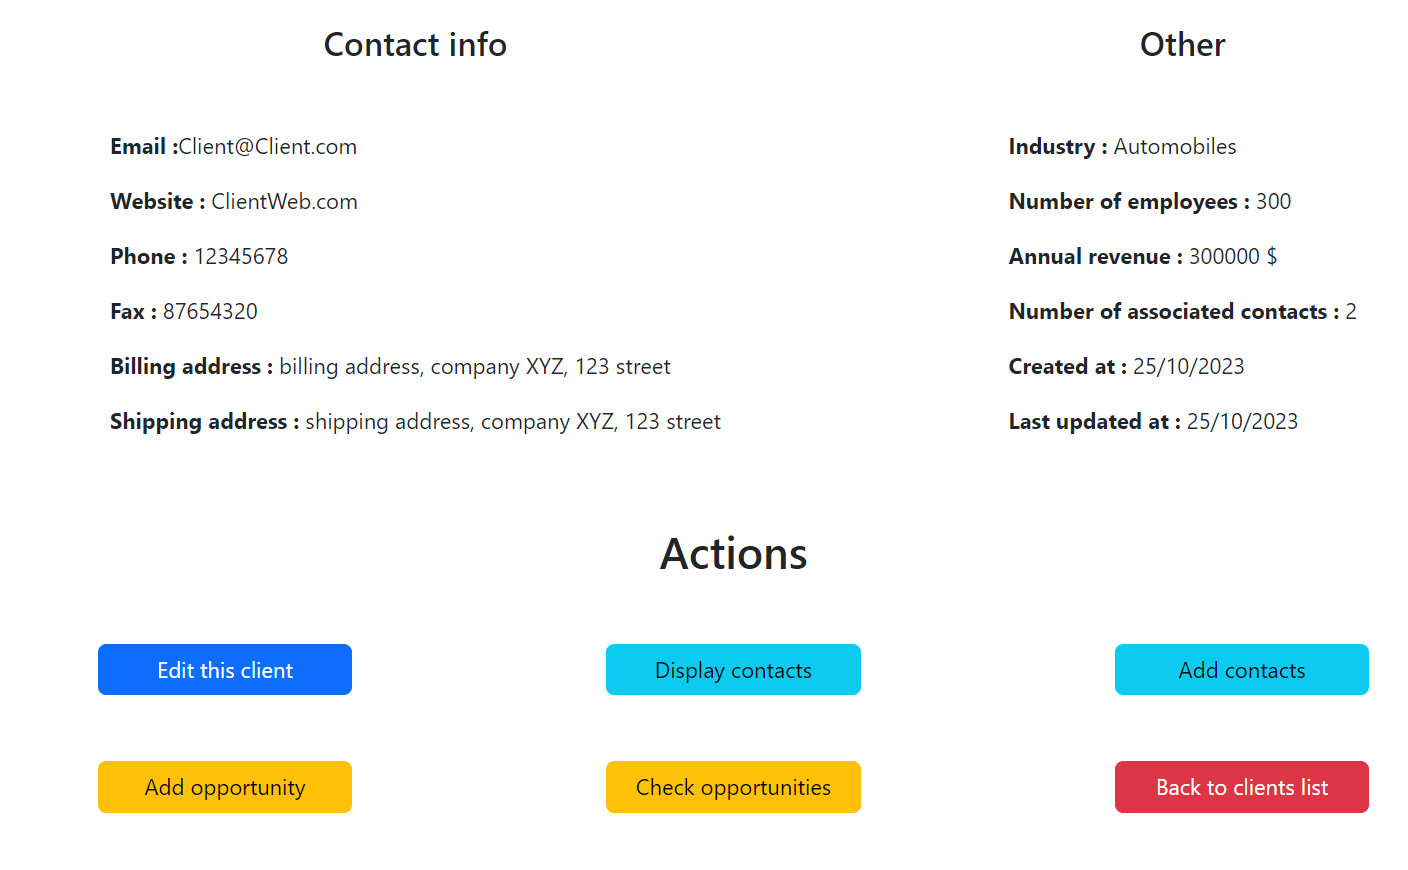 Contact info
Email :Client@Client.com
Website : ClientWeb.com
Phone : 12345678
Fax : 87654320
Billing address : billing address, company XYZ, 123 street
Shipping address : shipping address, company XYZ, 123 street
Other
Industry : Automobiles
Number of employees : 300
Annual revenue : 300000 $
Number of associated contacts : 2
Created at : 25/10/2023
Last updated at : 25/10/2023
Actions
Edit this client
Display contacts
Add contacts
Add opportunity
Check opportunities
Back to clients list